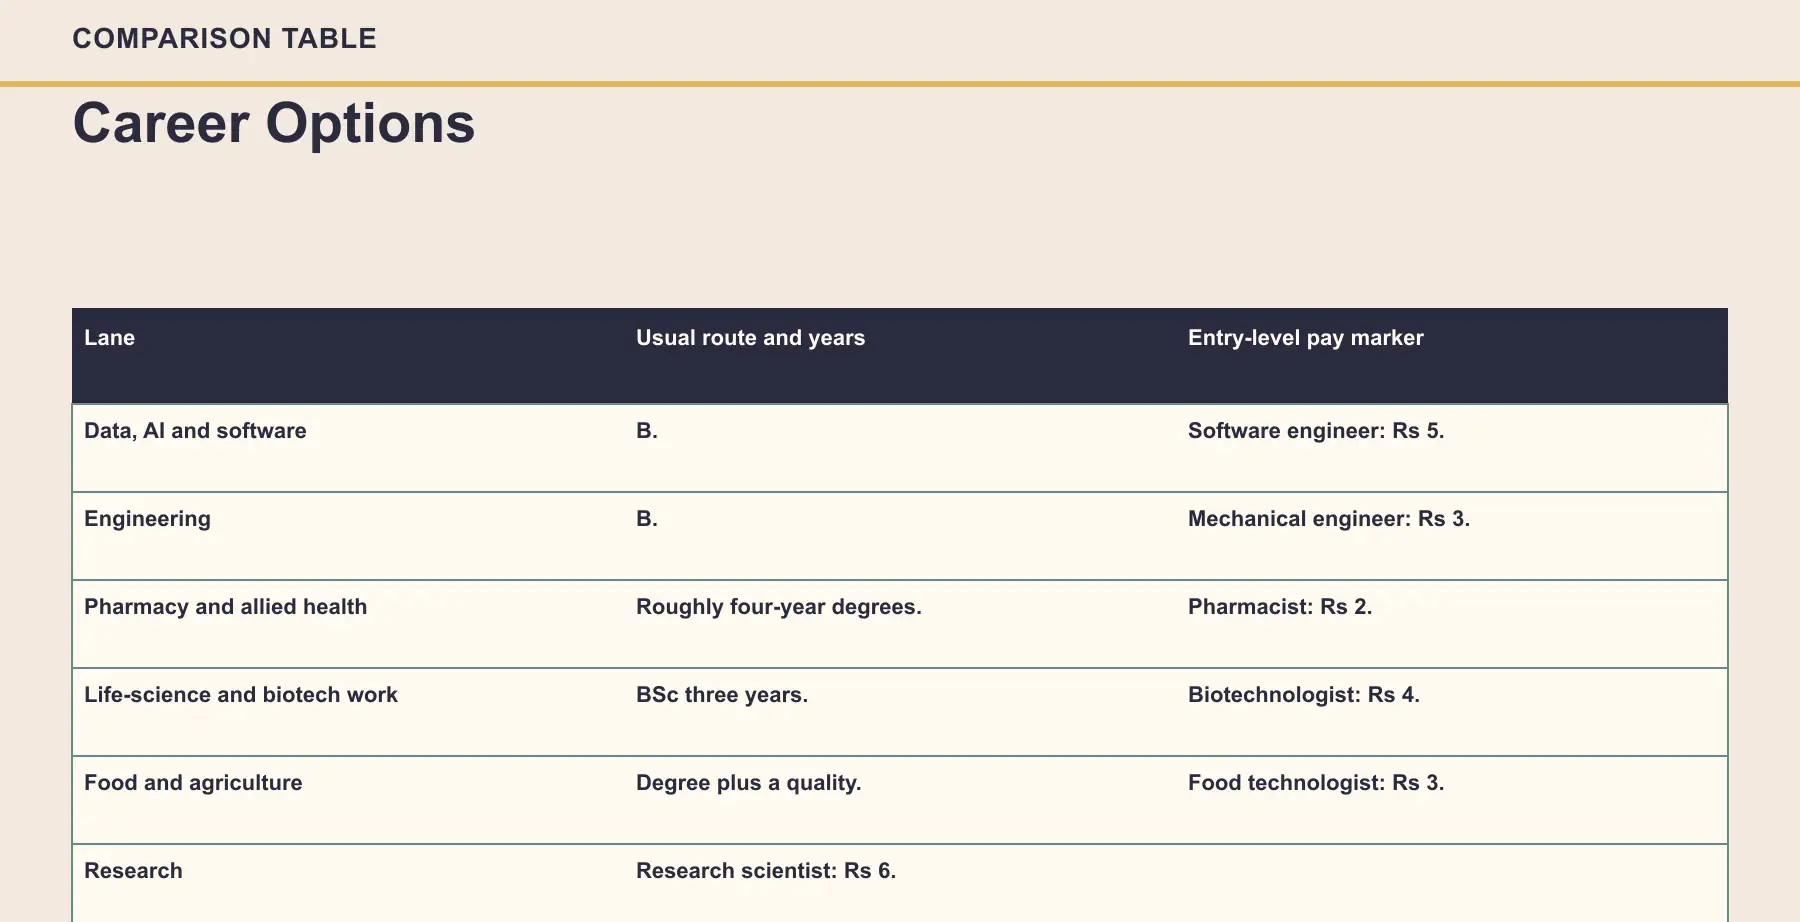 COMPARISON TABLE
Career Options
Lane Usual route and years Entry-level pay marker
Data, AI and software B. Software engineer: Rs 5.
Engineering B. Mechanical engineer: Rs 3.
Pharmacy and allied health Roughly four-year degrees. Pharmacist: Rs 2.
Life-science and biotech work BSc three years. Biotechnologist: Rs 4.
Food and agriculture Degree plus a quality. Food technologist: Rs 3.
Research Research scientist: Rs 6.